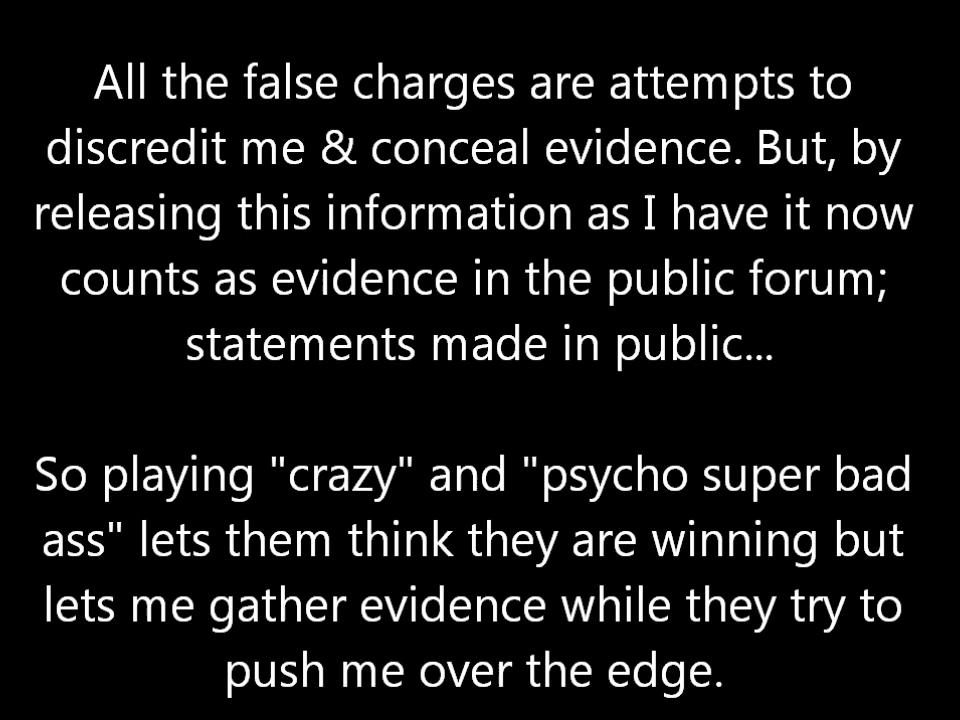 All the false charges are attempts to
discredit me & conceal evidence. But, by
releasing this information as I have it now
counts as evidence in the public forum;
statements made in public...
So playing "crazy" and "psycho super bad
ass" lets them think they are winning but
lets me gather evidence while they try to
push me over the edge.